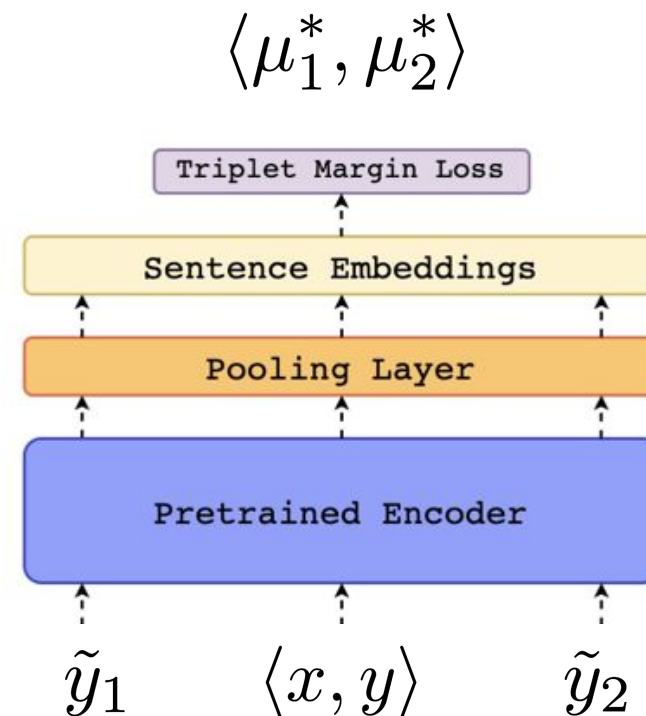 ⟨μ₁*, μ₂*⟩
Triplet Margin Loss
Sentence Embeddings
Pooling Layer
Pretrained Encoder
ỹ₁ ⟨x, y⟩ ỹ₂